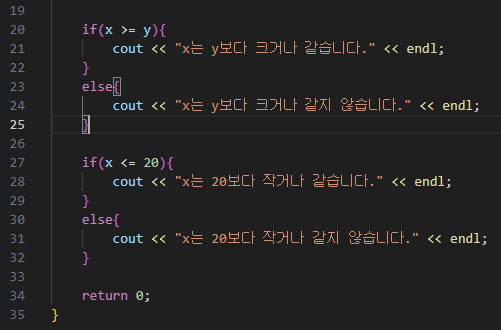 19
20 if(x >= y){
21 cout << "x는 y보다 크거나 같습니다." << endl;
22 }
23 else{
24 cout << "x는 y보다 크거나 같지 않습니다." << endl;
25 }
26
27 if(x <= 20){
28 cout << "x는 20보다 작거나 같습니다." << endl;
29 }
30 else{
31 cout << "x는 20보다 작거나 같지 않습니다." << endl;
32 }
33
34 return 0;
35 }